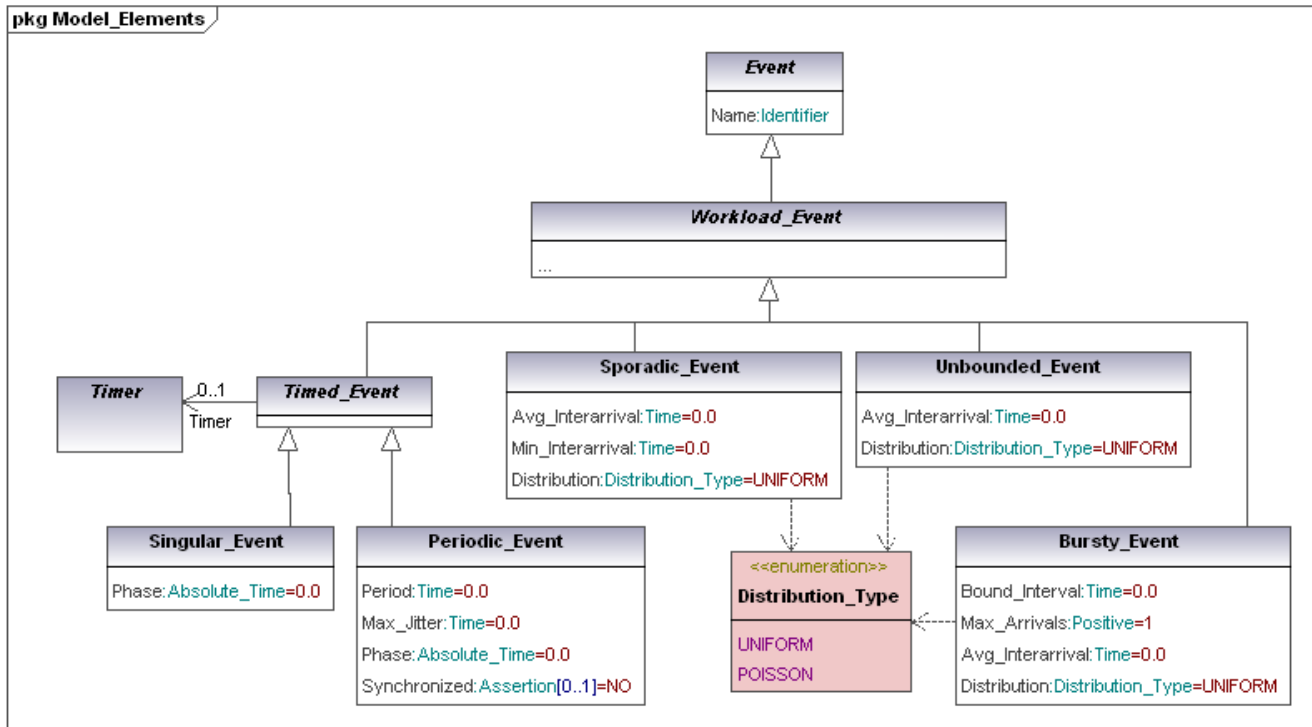 pkg Model_Elements
Event
Name:Identifier
Workload_Event
...
Timer
0..1
Timer
Timed_Event
Sporadic_Event
Avg_Interarrival:Time=0.0
Min_Interarrival:Time=0.0
Distribution:Distribution_Type=UNIFORM
Unbounded_Event
Avg_Interarrival:Time=0.0
Distribution:Distribution_Type=UNIFORM
Singular_Event
Phase:Absolute_Time=0.0
Periodic_Event
Period:Time=0.0
Max_Jitter:Time=0.0
Phase:Absolute_Time=0.0
Synchronized:Assertion[0..1]=NO
<<enumeration>>
Distribution_Type
UNIFORM
POISSON
Bursty_Event
Bound_Interval:Time=0.0
Max_Arrivals:Positive=1
Avg_Interarrival:Time=0.0
Distribution:Distribution_Type=UNIFORM